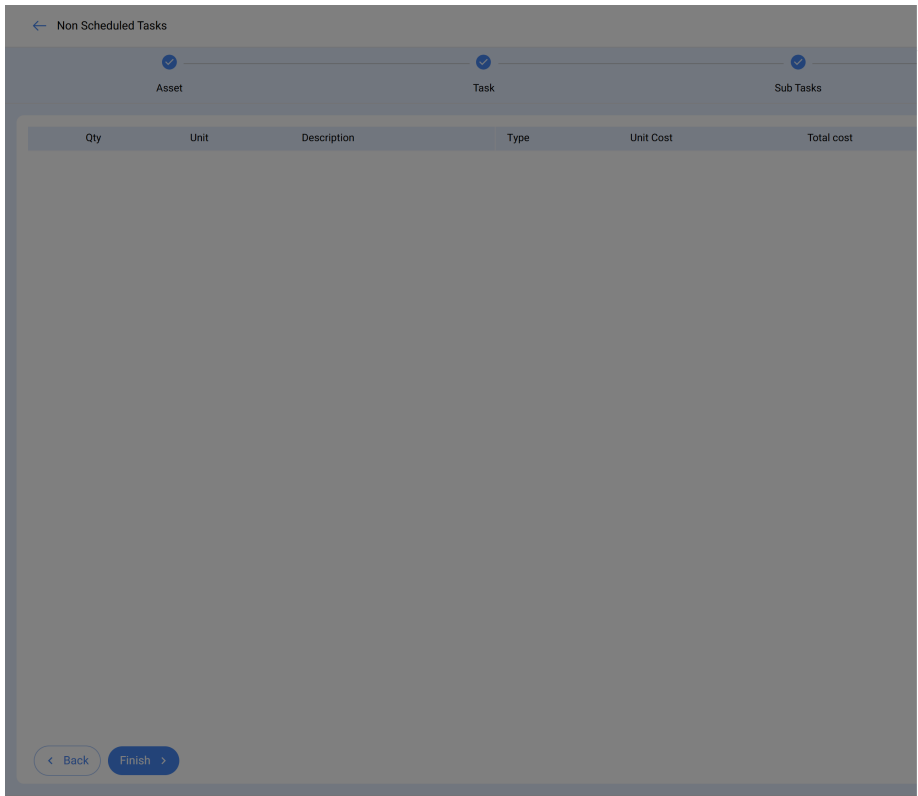 Non Scheduled Tasks
Asset Task Sub Tasks
Qty Unit Description Type Unit Cost Total cost
Back Finish